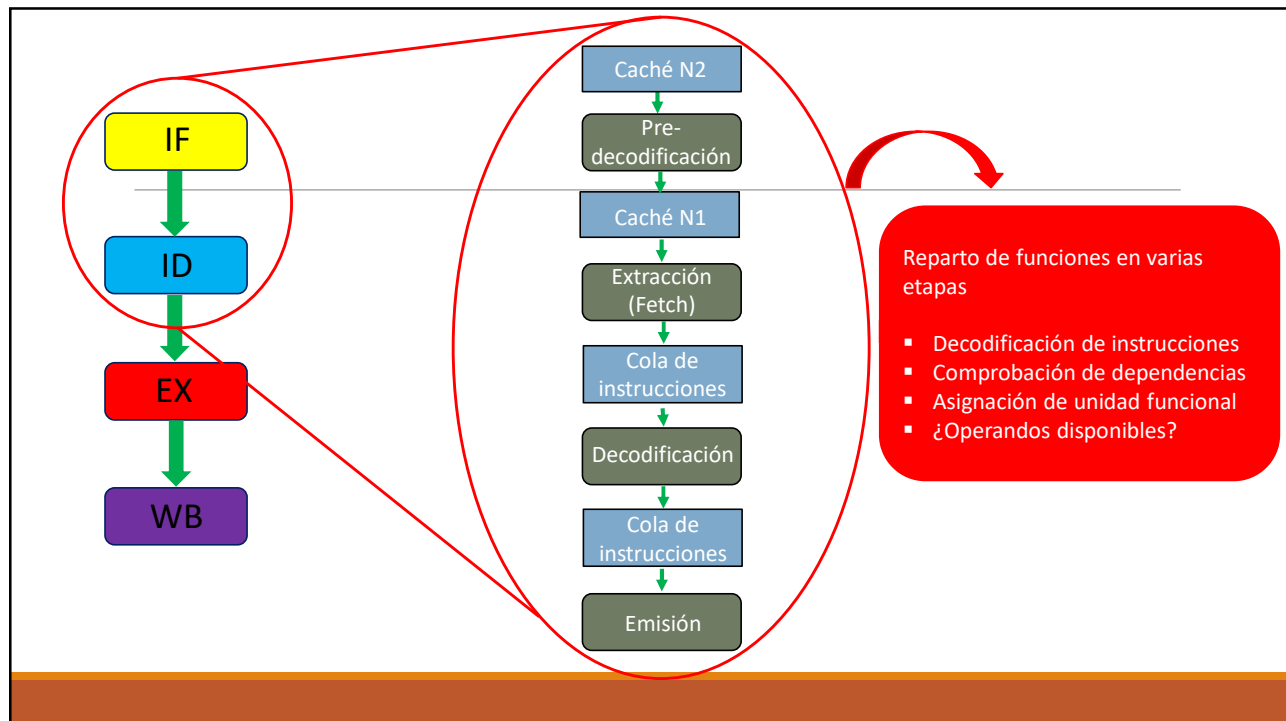 IF
ID
EX
WB
Caché N2
Pre-
decodificación
Caché N1
Extracción
(Fetch)
Cola de
instrucciones
Decodificación
Cola de
instrucciones
Emisión
Reparto de funciones en varias
etapas
▪ Decodificación de instrucciones
▪ Comprobación de dependencias
▪ Asignación de unidad funcional
▪ ¿Operandos disponibles?